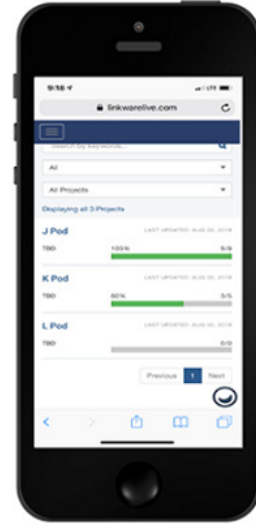 9:18
LTE
linkwarelive.com
Search by keywords...
All
All Projects
Displaying all 3 Projects
J Pod LAST UPDATED: AUG 30, 2018
TBD 100% 9/9
K Pod LAST UPDATED: AUG 30, 2018
TBD 60% 3/5
L Pod LAST UPDATED: AUG 30, 2018
TBD 0/0
Previous 1 Next